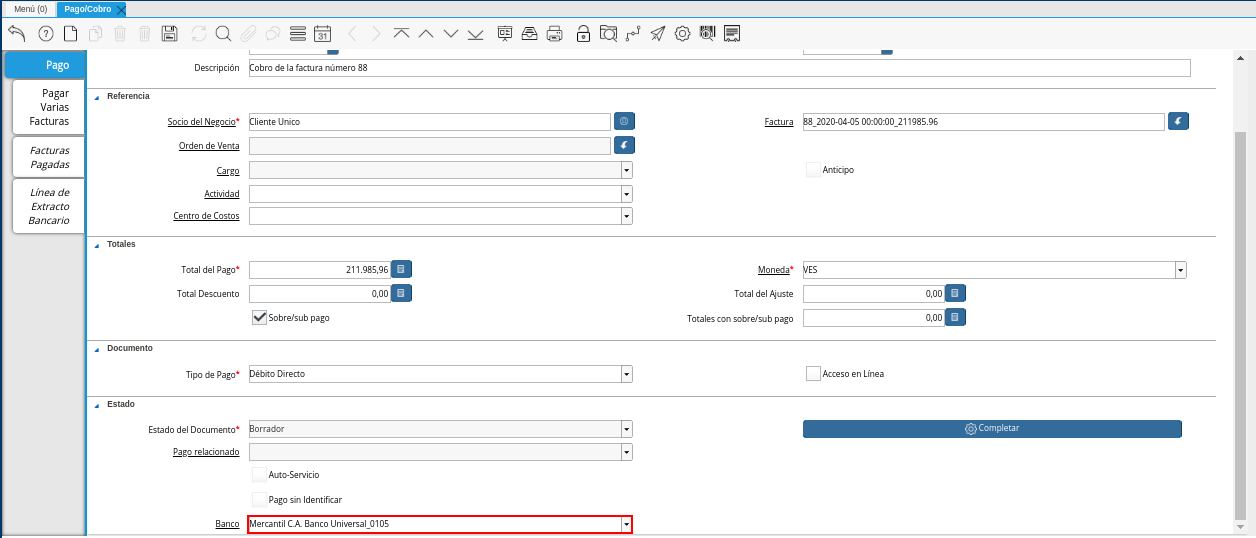 Menú (0) Pago/Cobro
31
Pago
Pagar
Varias
Facturas
Facturas
Pagadas
Línea de
Extracto
Bancario
Descripción Cobro de la factura número 88
Referencia
Socio del Negocio* Cliente Unico Factura 88_2020-04-05 00:00:00_211985.96
Orden de Venta
Cargo Anticipo
Actividad
Centro de Costos
Totales
Total del Pago* 211.985,96 Moneda* VES
Total Descuento 0,00 Total del Ajuste 0,00
Sobre/sub pago Totales con sobre/sub pago 0,00
Documento
Tipo de Pago* Débito Directo Acceso en Línea
Estado
Estado del Documento* Borrador Completar
Pago relacionado
Auto-Servicio
Pago sin Identificar
Banco Mercantil C.A. Banco Universal_0105